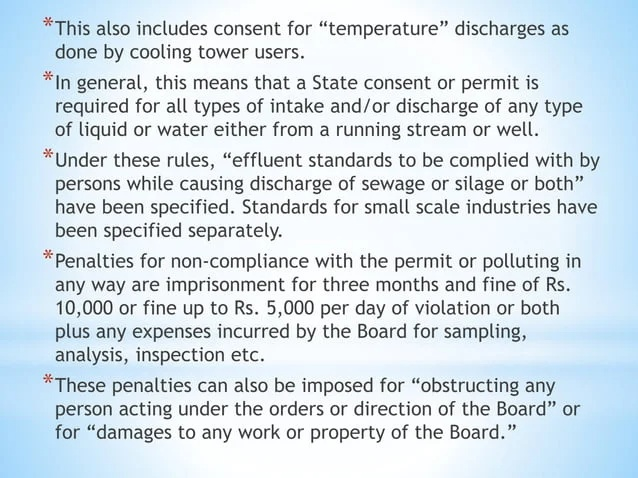 *This also includes consent for “temperature” discharges as
done by cooling tower users.
*In general, this means that a State consent or permit is
required for all types of intake and/or discharge of any type
of liquid or water either from a running stream or well.
*Under these rules, “effluent standards to be complied with by
persons while causing discharge of sewage or silage or both”
have been specified. Standards for small scale industries have
been specified separately.
*Penalties for non-compliance with the permit or polluting in
any way are imprisonment for three months and fine of Rs.
10,000 or fine up to Rs. 5,000 per day of violation or both
plus any expenses incurred by the Board for sampling,
analysis, inspection etc.
*These penalties can also be imposed for “obstructing any
person acting under the orders or direction of the Board” or
for “damages to any work or property of the Board.”